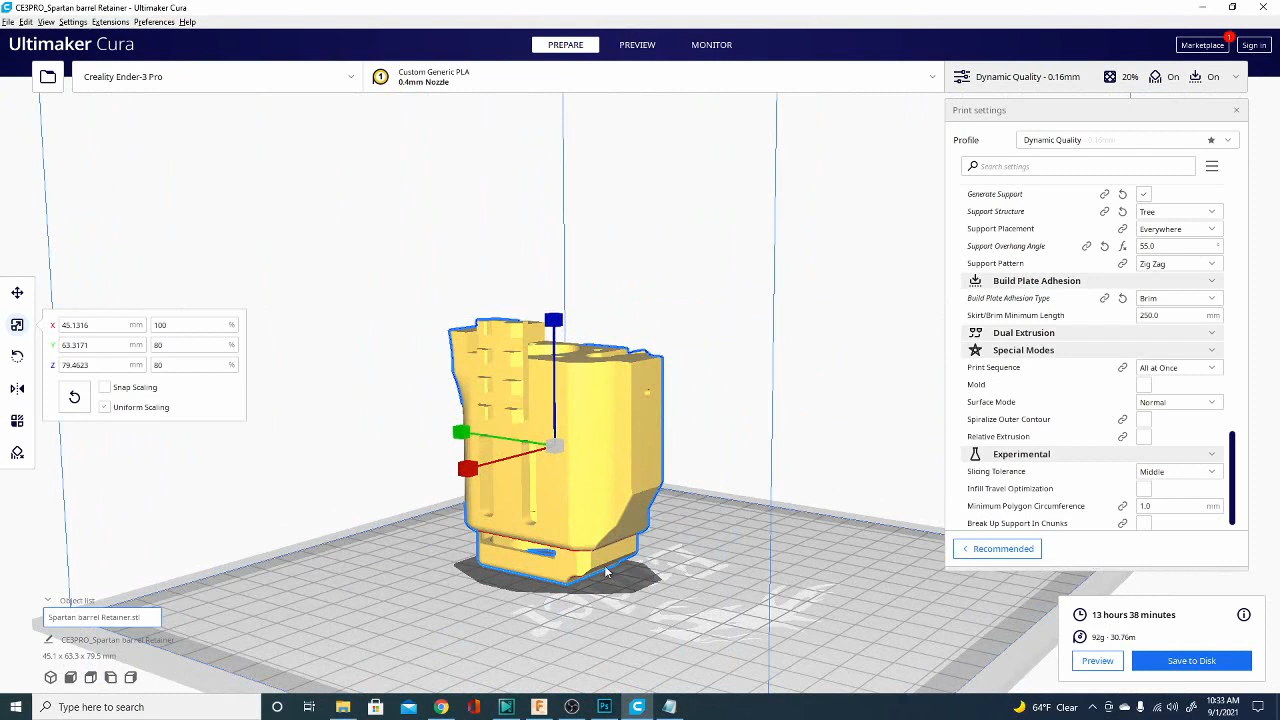 CE3PRO_Spartan barrel Retainer - Ultimaker Cura
File Edit View Settings Extensions Preferences Help
Ultimaker Cura
PREPARE
PREVIEW
MONITOR
Marketplace
1
Sign in
Creality Ender-3 Pro
1
Custom Generic PLA
0.4mm Nozzle
Dynamic Quality - 0.16mm
20%
On
On
Print settings
Profile
Dynamic Quality - 0.16mm
Search settings
Generate Support
Support Structure Tree
Support Placement Everywhere
Support Overhang Angle 55.0 °
Support Pattern Zig Zag
Build Plate Adhesion
Build Plate Adhesion Type Brim
Skirt/Brim Minimum Length 250.0 mm
Dual Extrusion
Special Modes
Print Sequence All at Once
Mold
Surface Mode Normal
Spiralize Outer Contour
Relative Extrusion
Experimental
Slicing Tolerance Middle
Infill Travel Optimization
Minimum Polygon Circumference 1.0 mm
Break Up Support In Chunks
Recommended
X 45.1316 mm 100 %
Y 63.3171 mm 80 %
Z 79.4623 mm 80 %
Snap Scaling
Uniform Scaling
Object list
Spartan barrel Retainer.stl
CE3PRO_Spartan barrel Retainer
45.1 x 63.3 x 79.5 mm
13 hours 38 minutes
92g · 30.76m
Preview
Save to Disk
Type here to search
64°F Clear
10:33 AM
9/1/2021